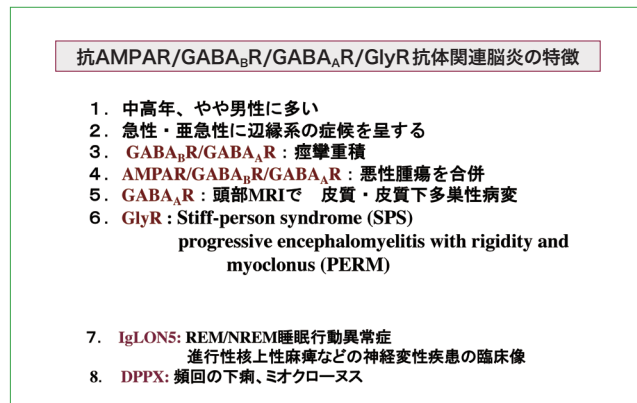 抗AMPAR/GABABR/GABAAR/GlyR抗体関連脳炎の特徴
1. 中高年、やや男性に多い
2. 急性・亜急性に辺縁系の症候を呈する
3. GABABR/GABAAR：痙攣重積
4. AMPAR/GABABR/GABAAR：悪性腫瘍を合併
5. GABAAR：頭部MRIで 皮質・皮質下多巣性病変
6. GlyR : Stiff-person syndrome (SPS)
progressive encephalomyelitis with rigidity and
myoclonus (PERM)
7. IgLON5: REM/NREM睡眠行動異常症
進行性核上性麻痺などの神経変性疾患の臨床像
8. DPPX: 頻回の下痢、ミオクローヌス